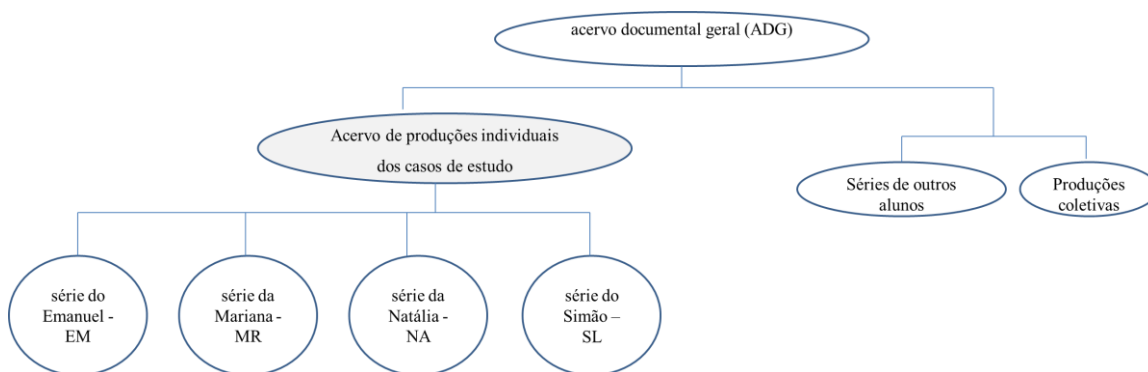 acervo documental geral (ADG)
Acervo de produções individuais
dos casos de estudo
Séries de outros
alunos
Produções
coletivas
série do
Emanuel -
EM
série da
Mariana -
MR
série da
Natália -
NA
série do
Simão –
SL